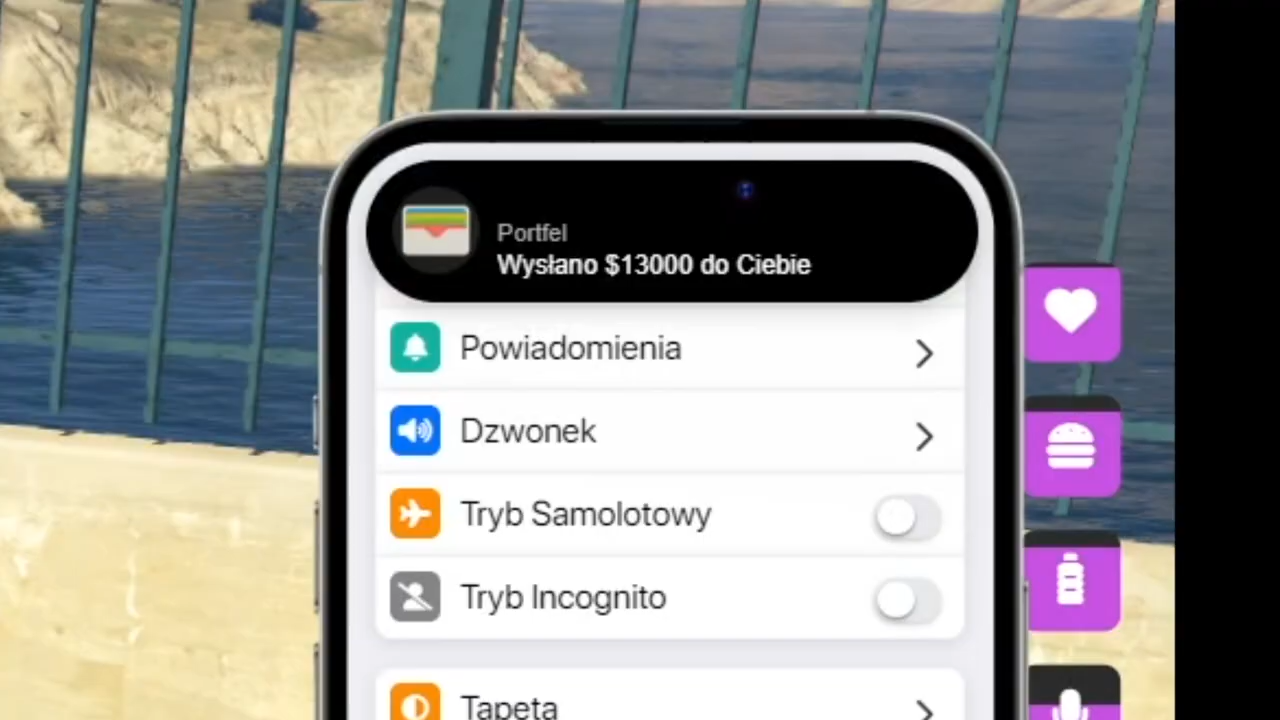 Portfel
Wysłano $13000 do Ciebie
Powiadomienia
Dzwonek
Tryb Samolotowy
Tryb Incognito
Tapeta